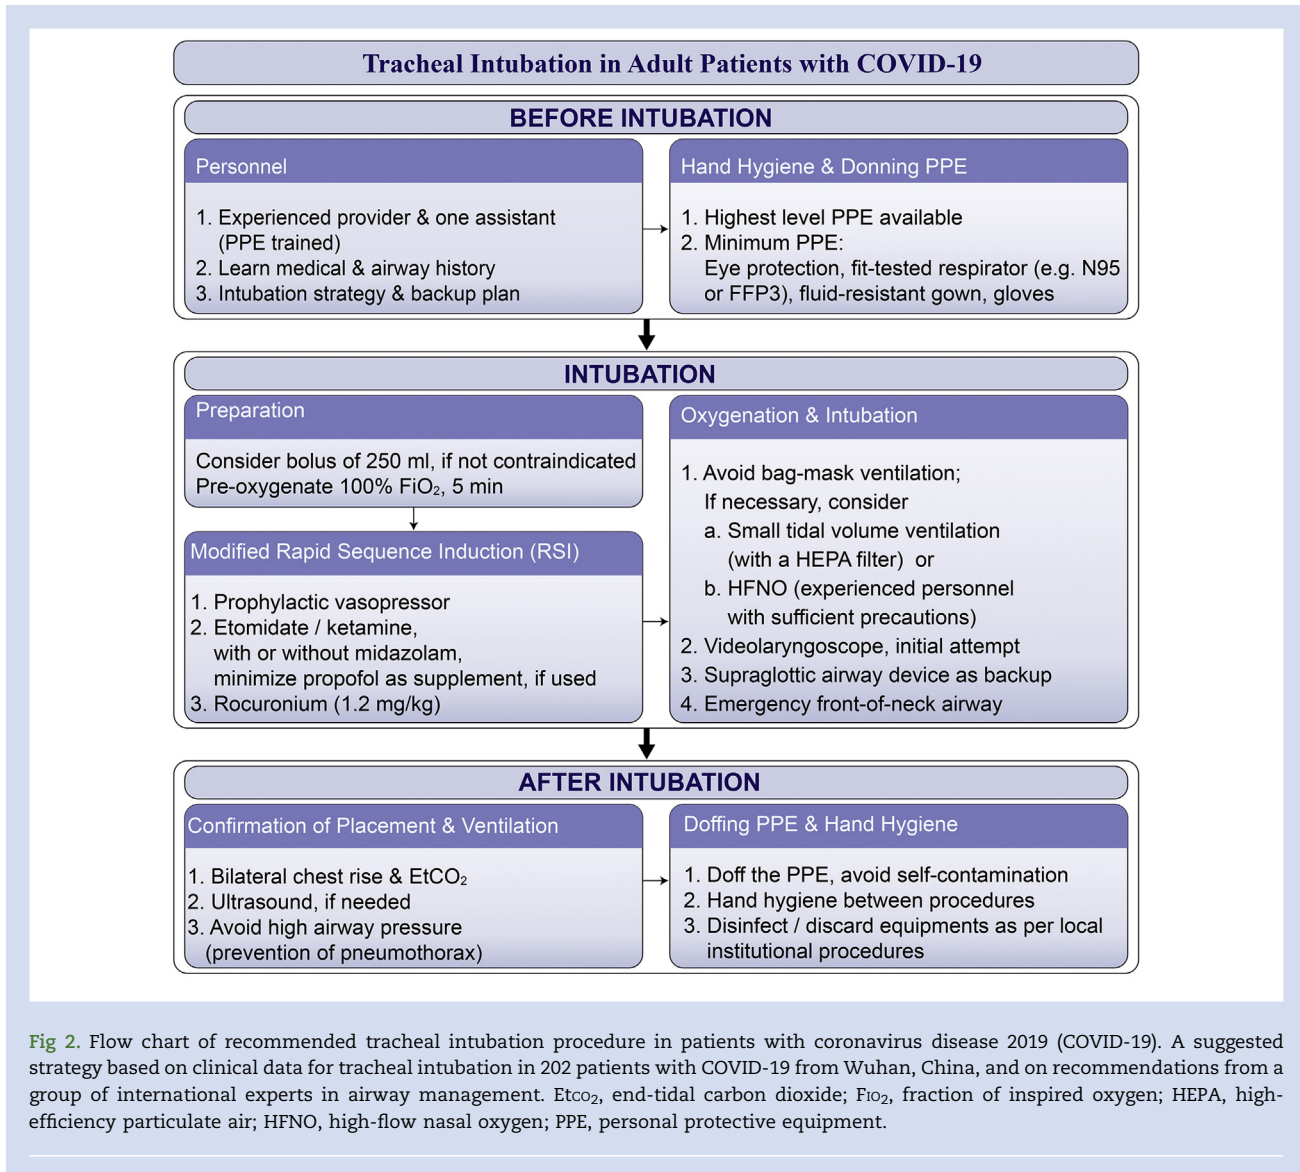 Tracheal Intubation in Adult Patients with COVID-19
BEFORE INTUBATION
Personnel
1. Experienced provider & one assistant
(PPE trained)
2. Learn medical & airway history
3. Intubation strategy & backup plan
Hand Hygiene & Donning PPE
1. Highest level PPE available
2. Minimum PPE:
Eye protection, fit-tested respirator (e.g. N95
or FFP3), fluid-resistant gown, gloves
INTUBATION
Preparation
Consider bolus of 250 ml, if not contraindicated
Pre-oxygenate 100% FiO₂, 5 min
Modified Rapid Sequence Induction (RSI)
1. Prophylactic vasopressor
2. Etomidate / ketamine,
with or without midazolam,
minimize propofol as supplement, if used
3. Rocuronium (1.2 mg/kg)
Oxygenation & Intubation
1. Avoid bag-mask ventilation;
If necessary, consider
a. Small tidal volume ventilation
(with a HEPA filter) or
b. HFNO (experienced personnel
with sufficient precautions)
2. Videolaryngoscope, initial attempt
3. Supraglottic airway device as backup
4. Emergency front-of-neck airway
AFTER INTUBATION
Confirmation of Placement & Ventilation
1. Bilateral chest rise & EtCO₂
2. Ultrasound, if needed
3. Avoid high airway pressure
(prevention of pneumothorax)
Doffing PPE & Hand Hygiene
1. Doff the PPE, avoid self-contamination
2. Hand hygiene between procedures
3. Disinfect / discard equipments as per local
institutional procedures
Fig 2. Flow chart of recommended tracheal intubation procedure in patients with coronavirus disease 2019 (COVID-19). A suggested
strategy based on clinical data for tracheal intubation in 202 patients with COVID-19 from Wuhan, China, and on recommendations from a
group of international experts in airway management. Etco₂, end-tidal carbon dioxide; Fio₂, fraction of inspired oxygen; HEPA, high-
efficiency particulate air; HFNO, high-flow nasal oxygen; PPE, personal protective equipment.